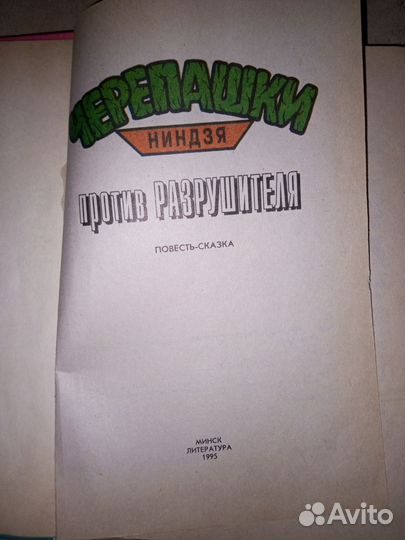 ЧЕРЕПАШКИ
НИНДЗЯ
против РАЗРУШИТЕЛЯ
ПОВЕСТЬ-СКАЗКА
МИНСК
ЛИТЕРАТУРА
1995
Avito